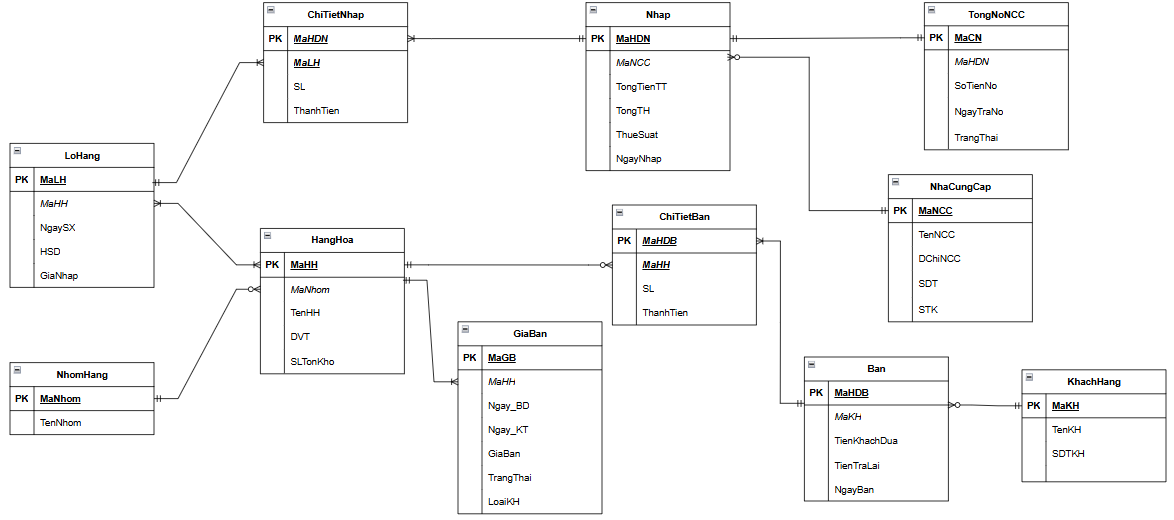 ChiTietNhap
PK MaHDN
MaLH
SL
ThanhTien
Nhap
PK MaHDN
MaNCC
TongTienTT
TongTH
ThueSuat
NgayNhap
TongNoNCC
PK MaCN
MaHDN
SoTienNo
NgayTraNo
TrangThai
LoHang
PK MaLH
MaHH
NgaySX
HSD
GiaNhap
NhaCungCap
PK MaNCC
TenNCC
DChiNCC
SDT
STK
HangHoa
PK MaHH
MaNhom
TenHH
DVT
SLTonKho
ChiTietBan
PK MaHDB
MaHH
SL
ThanhTien
GiaBan
PK MaGB
MaHH
Ngay_BD
Ngay_KT
GiaBan
TrangThai
LoaiKH
NhomHang
PK MaNhom
TenNhom
Ban
PK MaHDB
MaKH
TienKhachDua
TienTraLai
NgayBan
KhachHang
PK MaKH
TenKH
SDTKH